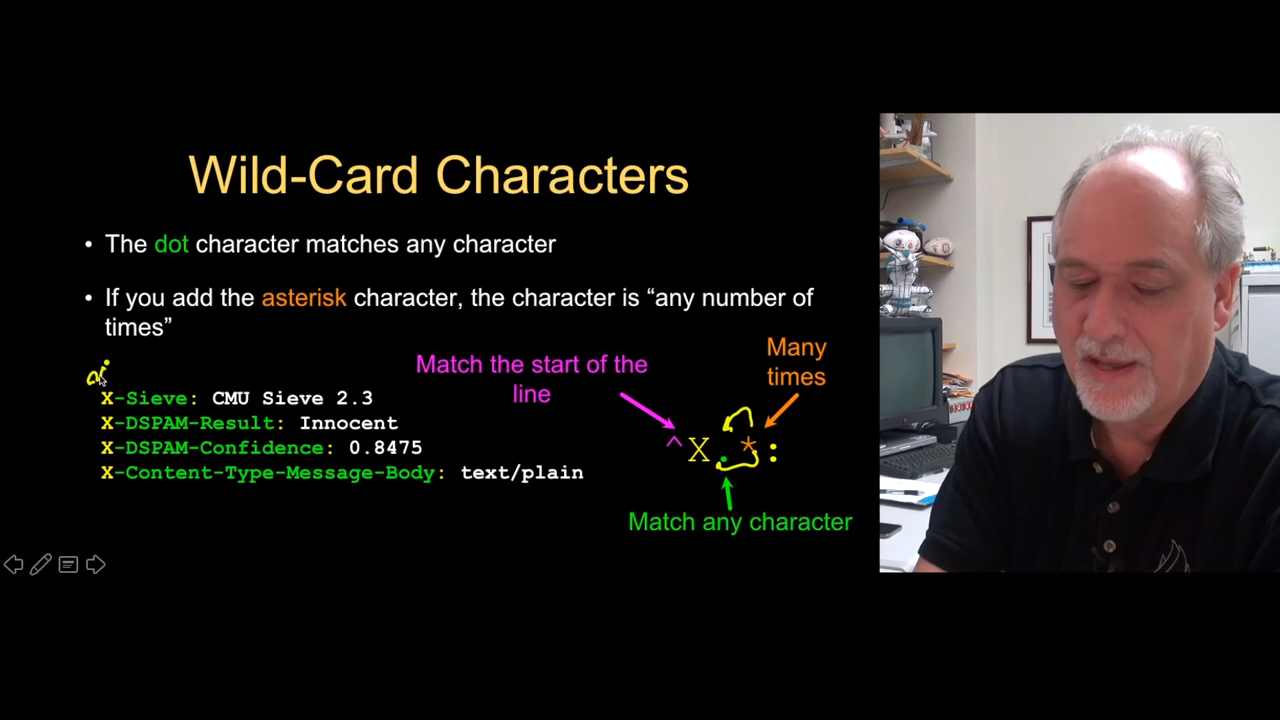 Wild-Card Characters
• The dot character matches any character
• If you add the asterisk character, the character is “any number of
times”
Match the start of the
line
Many
times
X-Sieve: CMU Sieve 2.3
X-DSPAM-Result: Innocent
X-DSPAM-Confidence: 0.8475
X-Content-Type-Message-Body: text/plain
^X.*:
Match any character